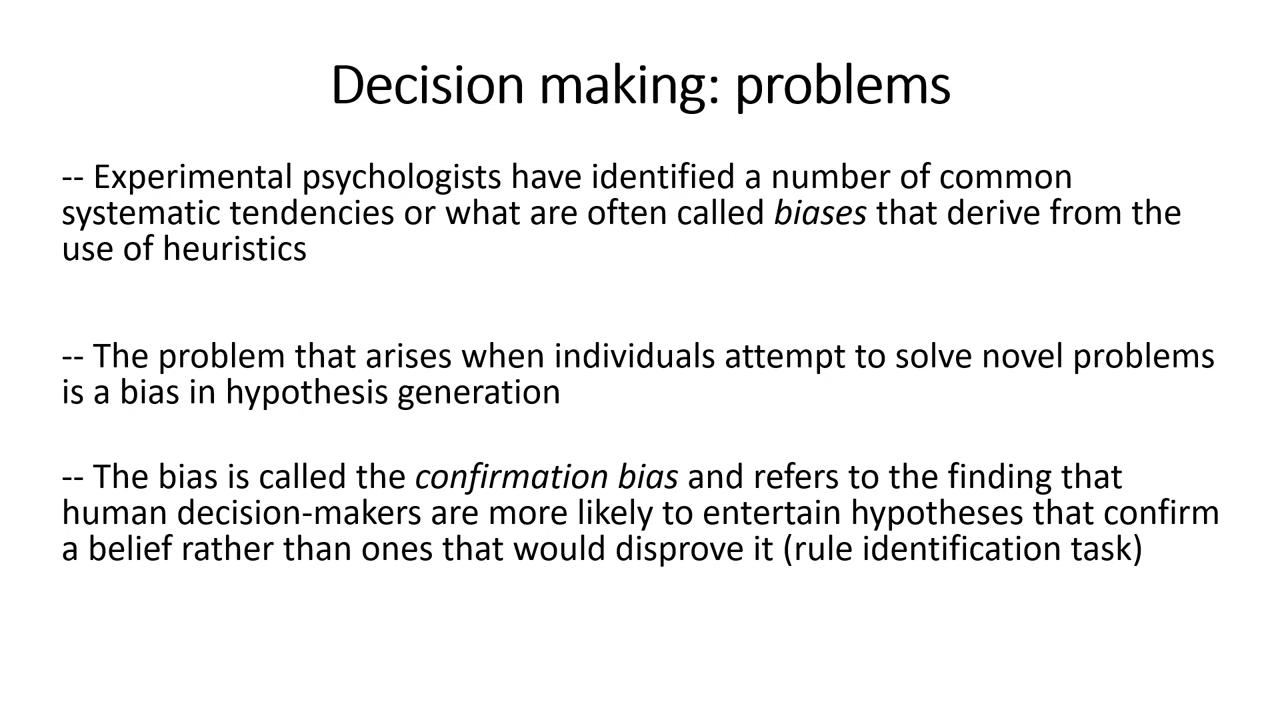 Decision making: problems
-- Experimental psychologists have identified a number of common
systematic tendencies or what are often called biases that derive from the
use of heuristics
-- The problem that arises when individuals attempt to solve novel problems
is a bias in hypothesis generation
-- The bias is called the confirmation bias and refers to the finding that
human decision-makers are more likely to entertain hypotheses that confirm
a belief rather than ones that would disprove it (rule identification task)